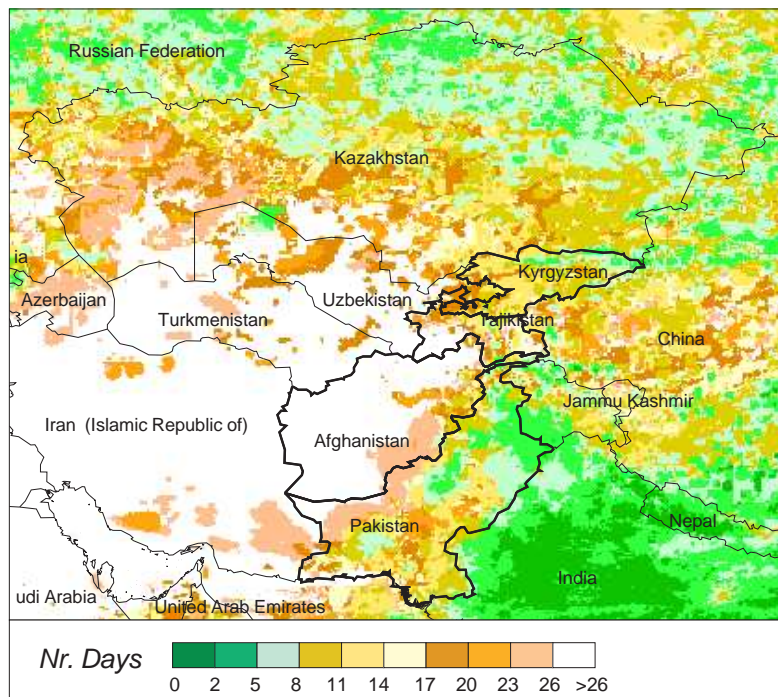 Russian Federation
Kazakhstan
ia
Kyrgyzstan
Azerbaijan
Uzbekistan
Turkmenistan
Tajikistan
China
Jammu Kashmir
Iran (Islamic Republic of)
Afghanistan
Pakistan
Nepal
India
udi Arabia
United Arab Emirates
Nr. Days
0 2 5 8 11 14 17 20 23 26 >26